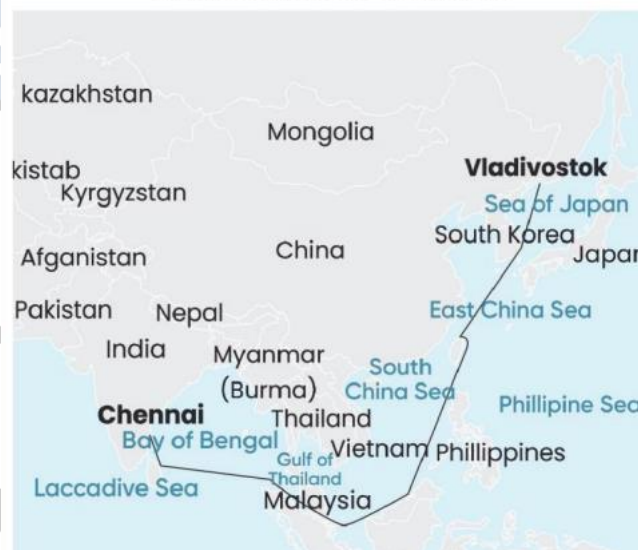 kazakhstan
Mongolia
Vladivostok
kistab
Kyrgyzstan
Sea of Japan
South Korea
Japan
China
Afganistan
Pakistan
Nepal
East China Sea
India
Myanmar
(Burma)
South
China Sea
Phillipine Sea
Chennai
Thailand
Bay of Bengal
Vietnam
Phillippines
Gulf of
Thailand
Laccadive Sea
Malaysia